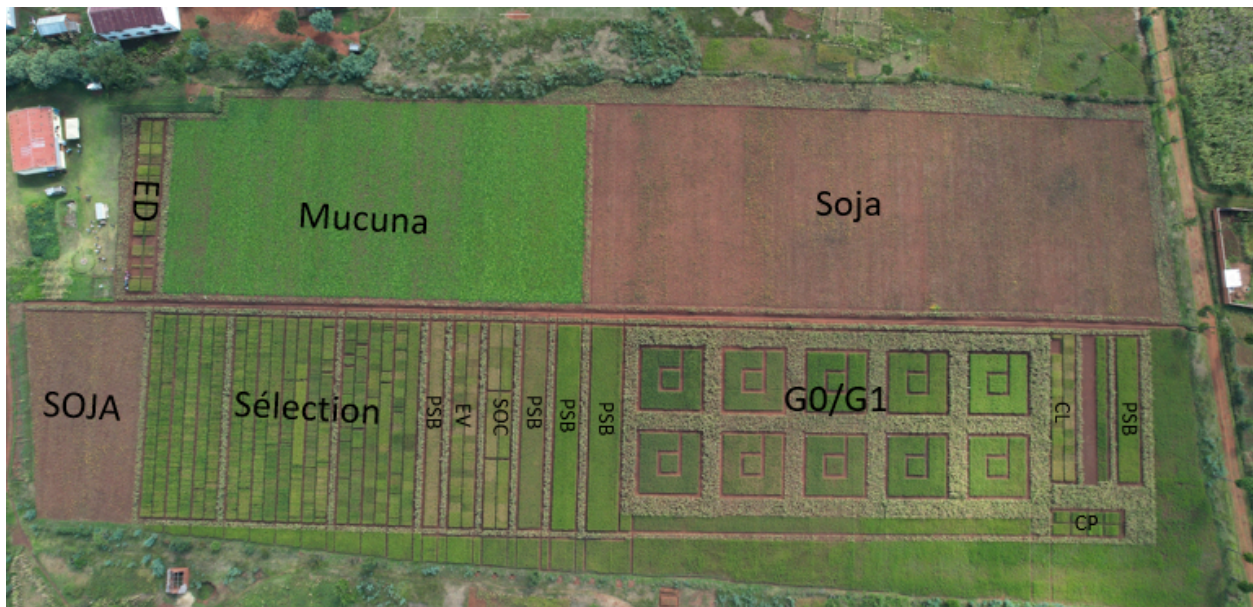 ED
Mucuna
Soja
SOJA
Sélection
PSB
EV
SOC
PSB
PSB
PSB
G0/G1
CL
PSB
CP